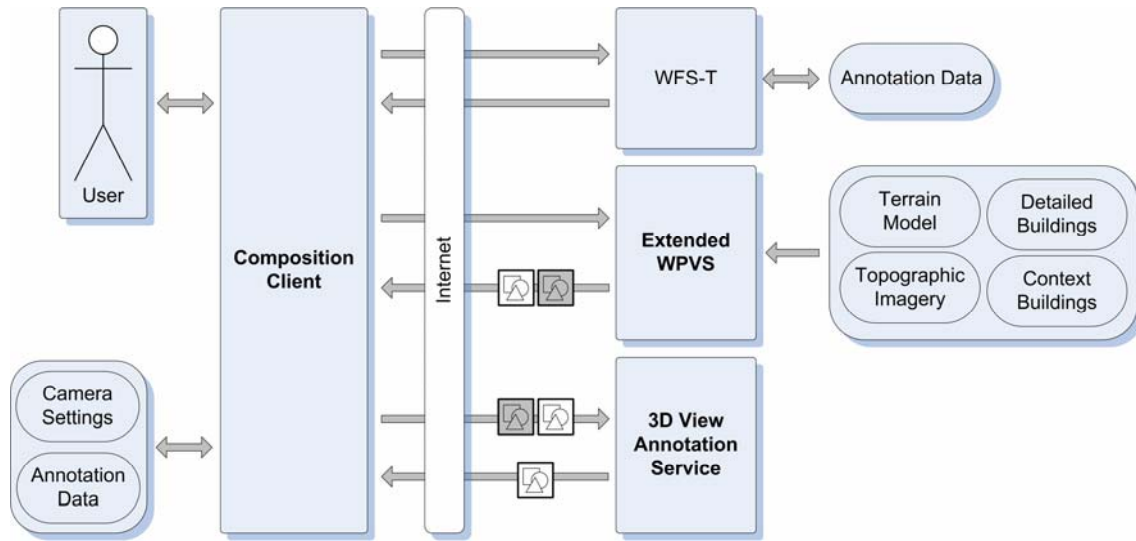 User
Composition
Client
Internet
WFS-T
Annotation Data
Extended
WPVS
Terrain
Model
Detailed
Buildings
Topographic
Imagery
Context
Buildings
Camera
Settings
Annotation
Data
3D View
Annotation
Service